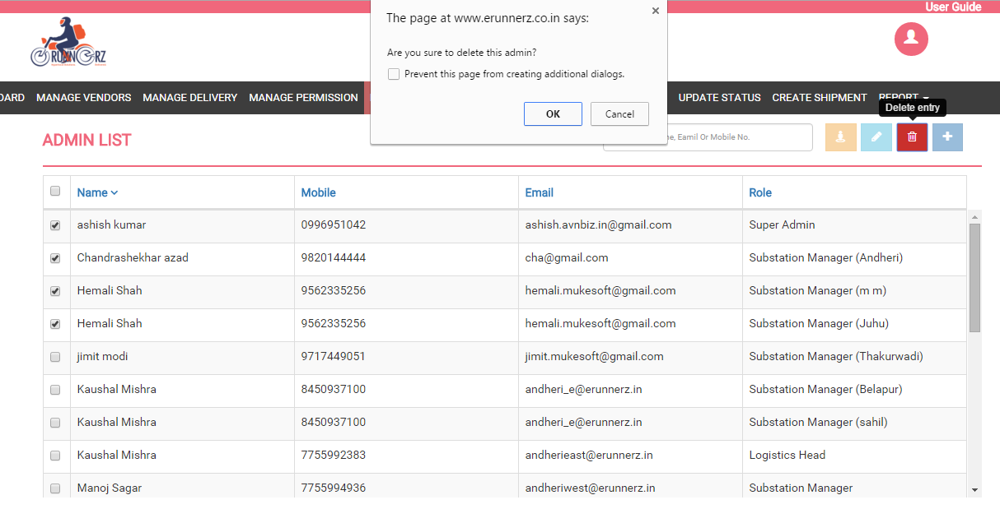 User Guide
The page at www.erunnerz.co.in says:
Are you sure to delete this admin?
Prevent this page from creating additional dialogs.
OK Cancel
RUNNERZ
OARD MANAGE VENDORS MANAGE DELIVERY MANAGE PERMISSION UPDATE STATUS CREATE SHIPMENT REPORT
Delete entry
ADMIN LIST
Eamil Or Mobile No.
Name Mobile Email Role
ashish kumar 0996951042 ashish.avnbiz.in@gmail.com Super Admin
Chandrashekhar azad 9820144444 cha@gmail.com Substation Manager (Andheri)
Hemali Shah 9562335256 hemali.mukesoft@gmail.com Substation Manager (m m)
Hemali Shah 9562335256 hemali.mukesoft@gmail.com Substation Manager (Juhu)
jimit modi 9717449051 jimit.mukesoft@gmail.com Substation Manager (Thakurwadi)
Kaushal Mishra 8450937100 andheri_e@erunnerz.in Substation Manager (Belapur)
Kaushal Mishra 8450937100 andheri_e@erunnerz.in Substation Manager (sahil)
Kaushal Mishra 7755992383 andherieast@erunnerz.in Logistics Head
Manoj Sagar 7755994936 andheriwest@erunnerz.in Substation Manager